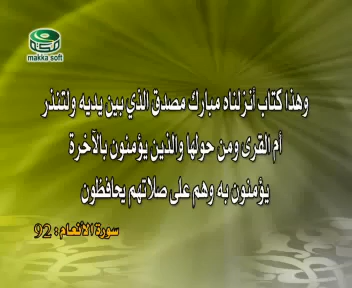 makka soft
وهذا كتاب أنزلناه مبارك مصدق الذي بين يديه ولتنذر
أم القرى ومن حولها والذين يؤمنون بالآخرة
يؤمنون به وهم على صلاتهم يحافظون
سورة الأنعام : 92